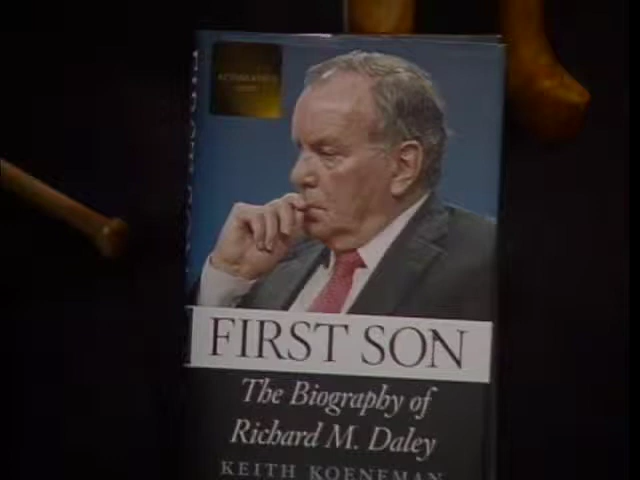 FIRST SON
The Biography of
Richard M. Daley
KEITH KOENEMAN